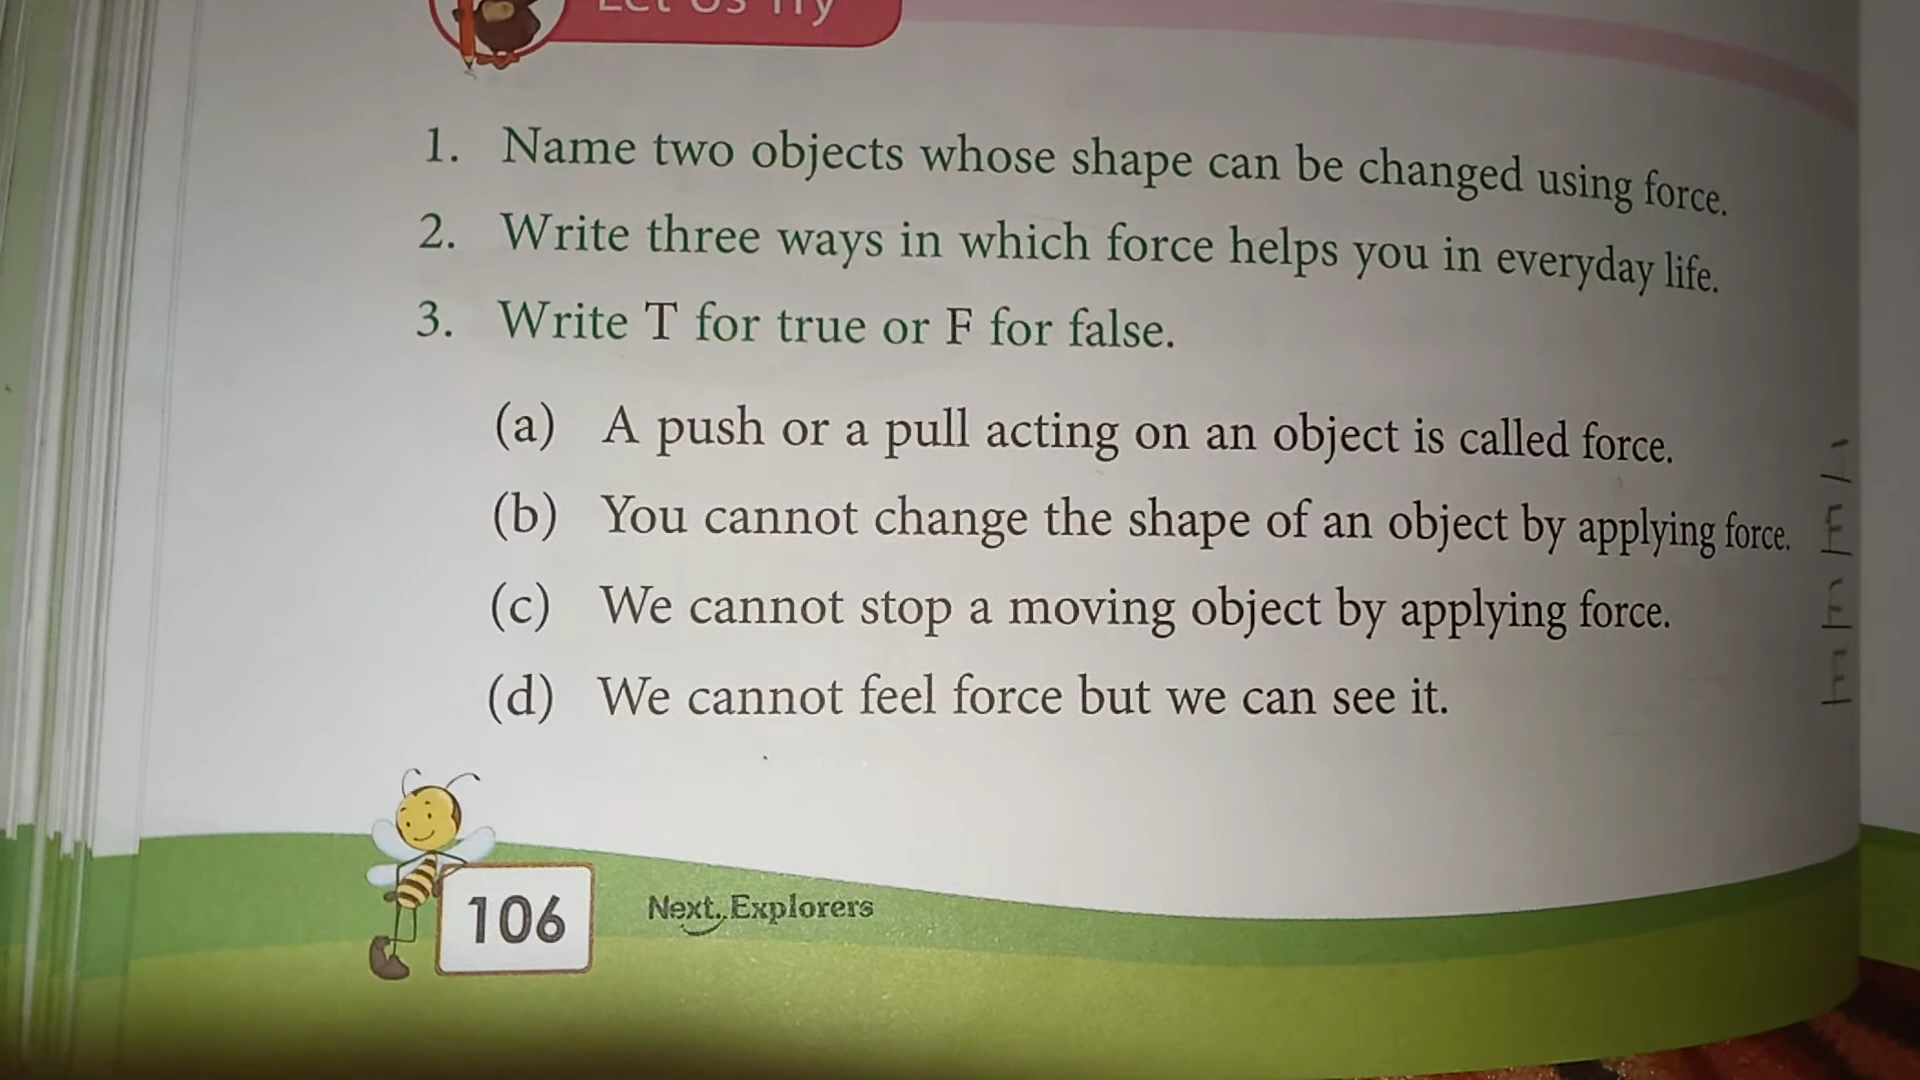 Let Us Try
1. Name two objects whose shape can be changed using force.
2. Write three ways in which force helps you in everyday life.
3. Write T for true or F for false.
(a) A push or a pull acting on an object is called force.
(b) You cannot change the shape of an object by applying force. F
(c) We cannot stop a moving object by applying force. F
(d) We cannot feel force but we can see it. F
106 Next Explorers